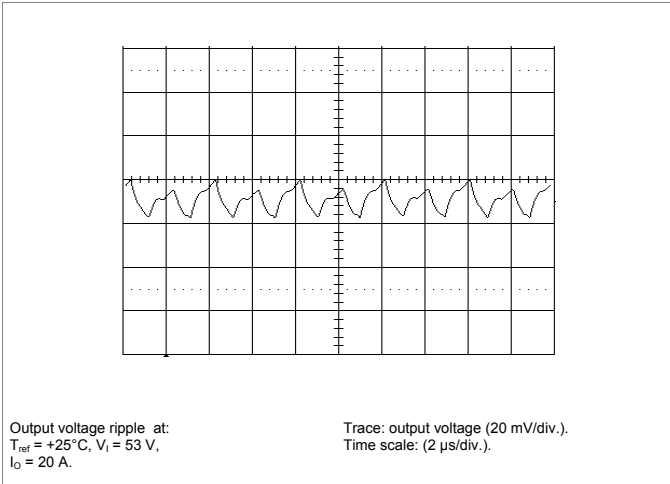 Output voltage ripple at:
Tref = +25°C, VI = 53 V,
IO = 20 A.
Trace: output voltage (20 mV/div.).
Time scale: (2 µs/div.).